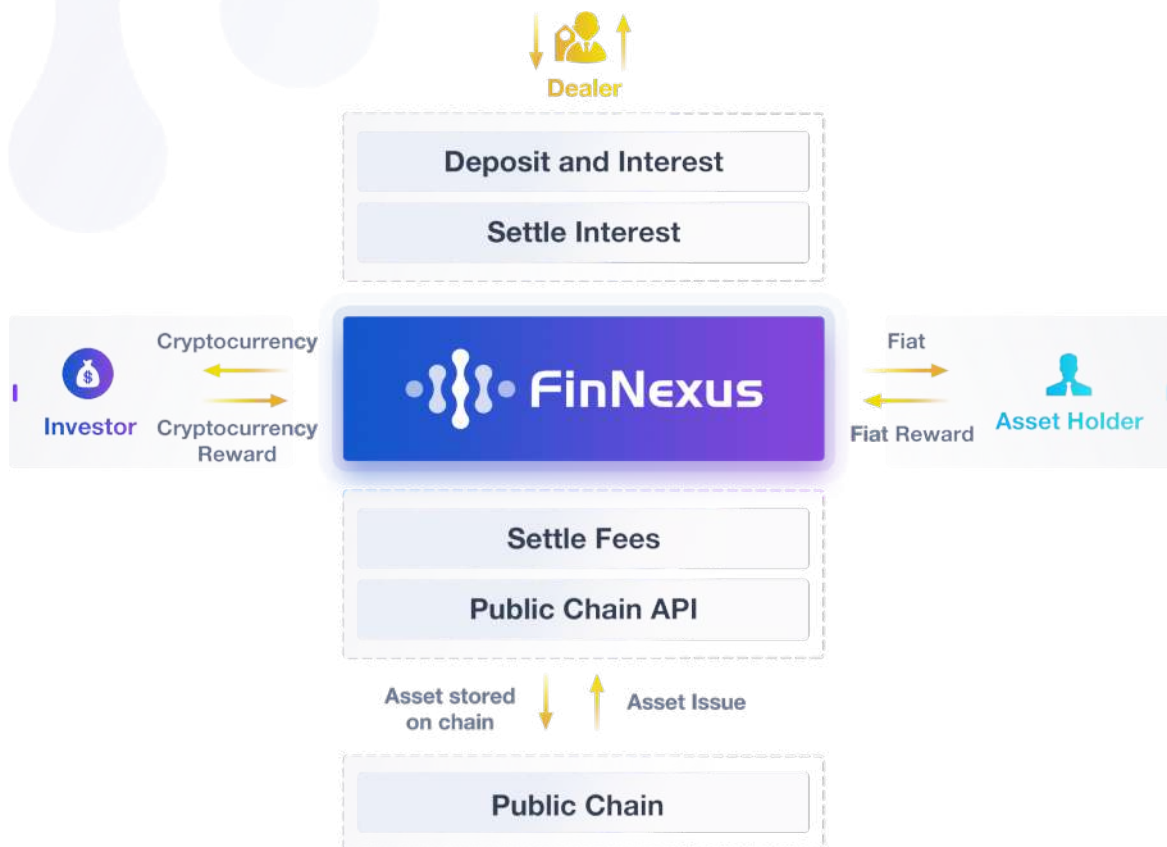 Dealer
Deposit and Interest
Settle Interest
Cryptocurrency
Investor
Cryptocurrency
Reward
FinNexus
Fiat
Fiat Reward
Asset Holder
Settle Fees
Public Chain API
Asset stored
on chain
Asset Issue
Public Chain